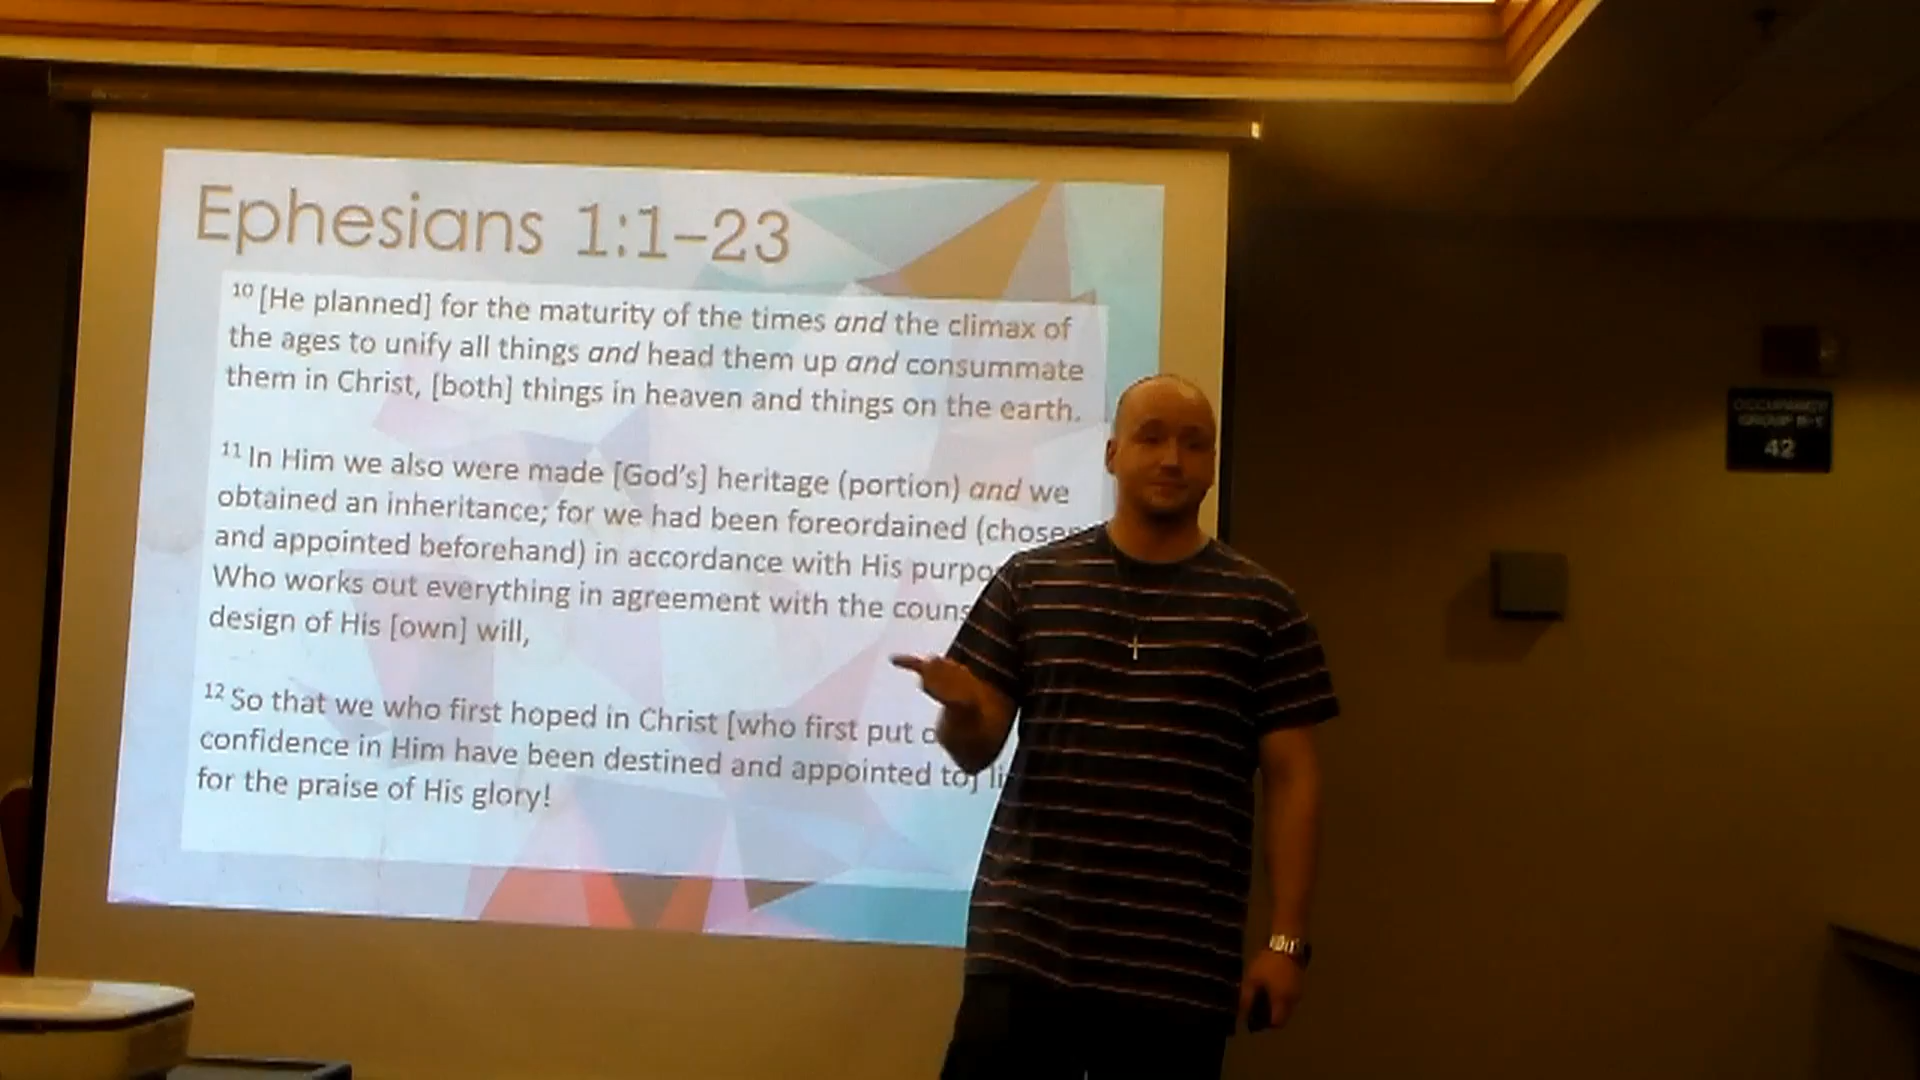 Ephesians 1:1–23
10 [He planned] for the maturity of the times and the climax of
the ages to unify all things and head them up and consummate
them in Christ, [both] things in heaven and things on the earth.
11 In Him we also were made [God's] heritage (portion) and we
obtained an inheritance; for we had been foreordained (chosen
and appointed beforehand) in accordance with His
Who works out everything in agreement with the
design of His [own] will,
12 So that we who first hoped in Christ [who first put
confidence in Him have been destined and appointed to]
for the praise of His glory!
OCCUPANCY
GROUP
42